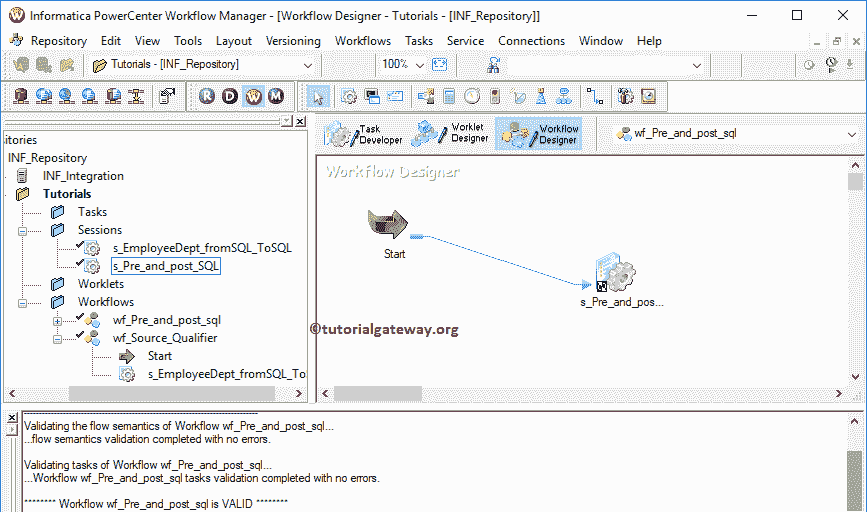 Informatica PowerCenter Workflow Manager - [Workflow Designer - Tutorials - [INF_Repository]]
Repository Edit View Tools Layout Versioning Workflows Tasks Service Connections Window Help
Tutorials - [INF_Repository] 100%
R D W M
Task Developer
Worklet Designer
Workflow Designer
wf_Pre_and_post_sql
sitories
INF_Repository
INF_Integration
Tutorials
Tasks
Sessions
s_EmployeeDept_fromSQL_ToSQL
s_Pre_and_post_SQL
Worklets
Workflows
wf_Pre_and_post_sql
wf_Source_Qualifier
Start
s_EmployeeDept_fromSQL_To
Workflow Designer
Start
s_Pre_and_pos...
©tutorialgateway.org
Validating the flow semantics of Workflow wf_Pre_and_post_sql...
...flow semantics validation completed with no errors.
Validating tasks of Workflow wf_Pre_and_post_sql...
...Workflow wf_Pre_and_post_sql tasks validation completed with no errors.
******** Workflow wf_Pre_and_post_sql is VALID ********